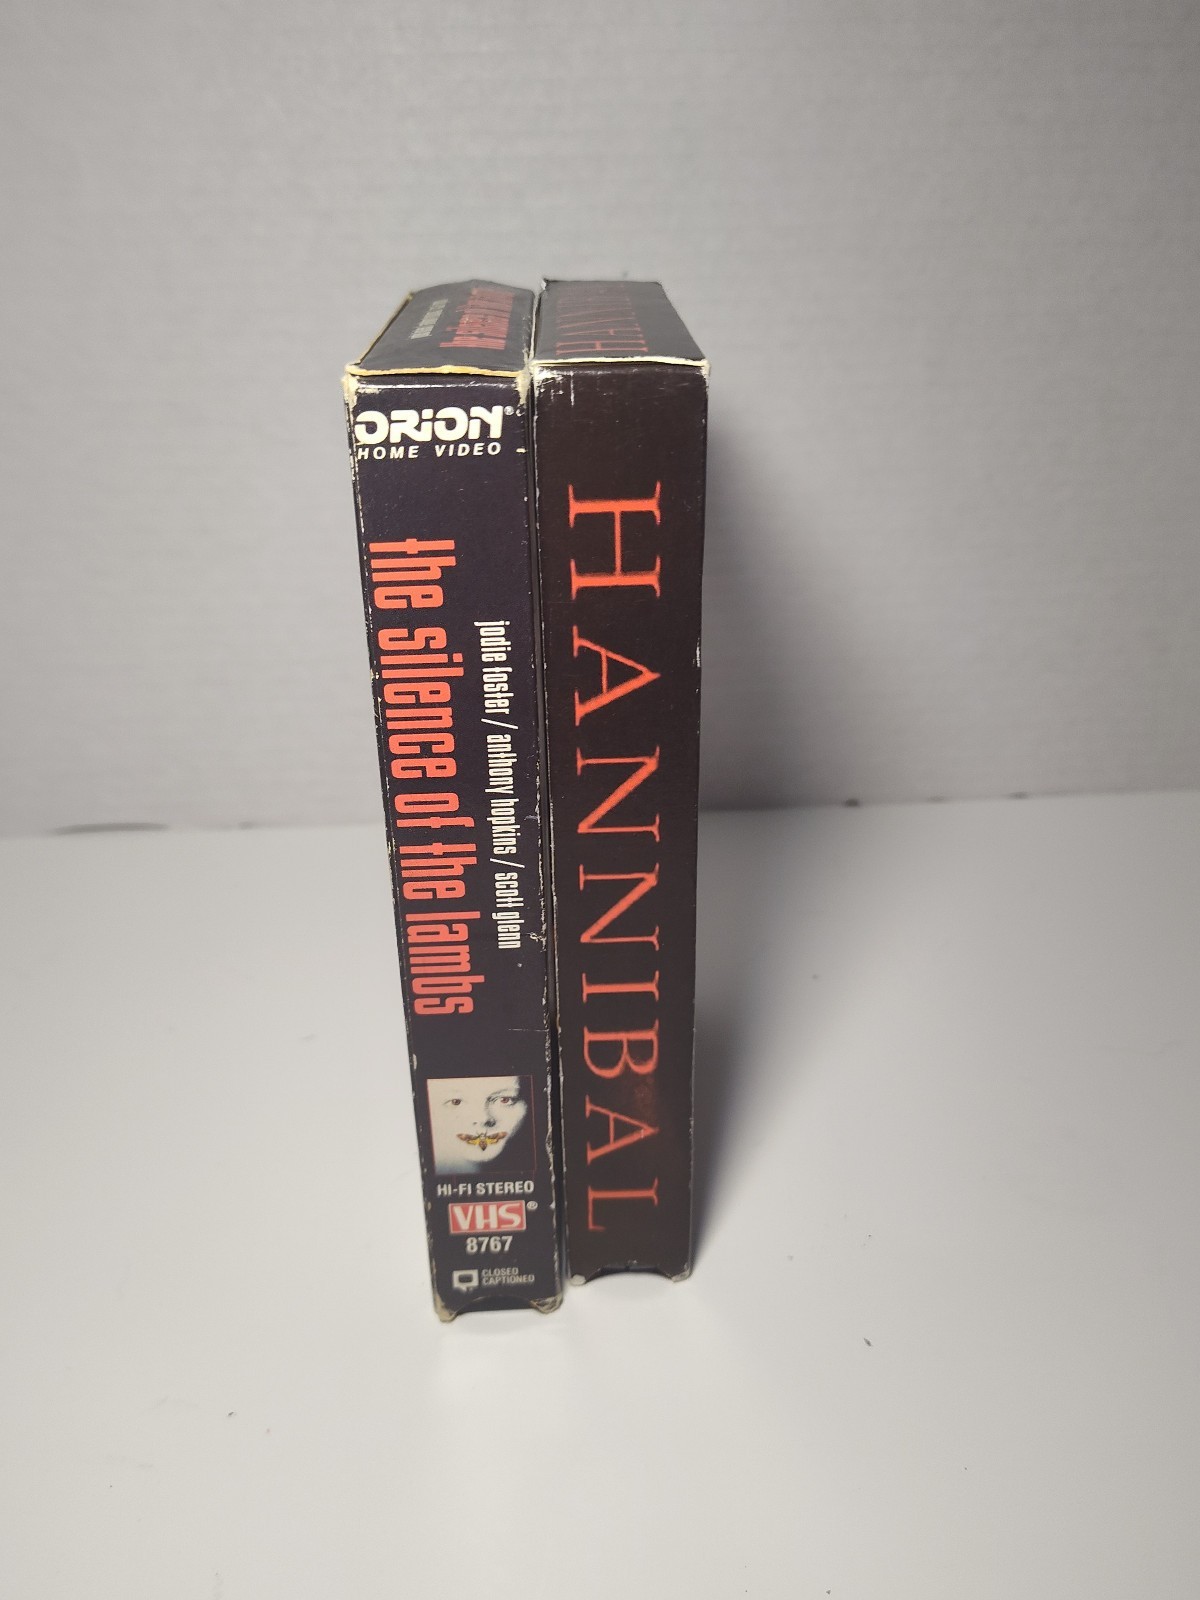 ORiON®
HOME VIDEO
the silence of the lambs
jodie foster / anthony hopkins / scott glenn
HI-FI STEREO
VHS®
8767
CLOSED
CAPTIONED
HANNIBAL
HANNIBAL